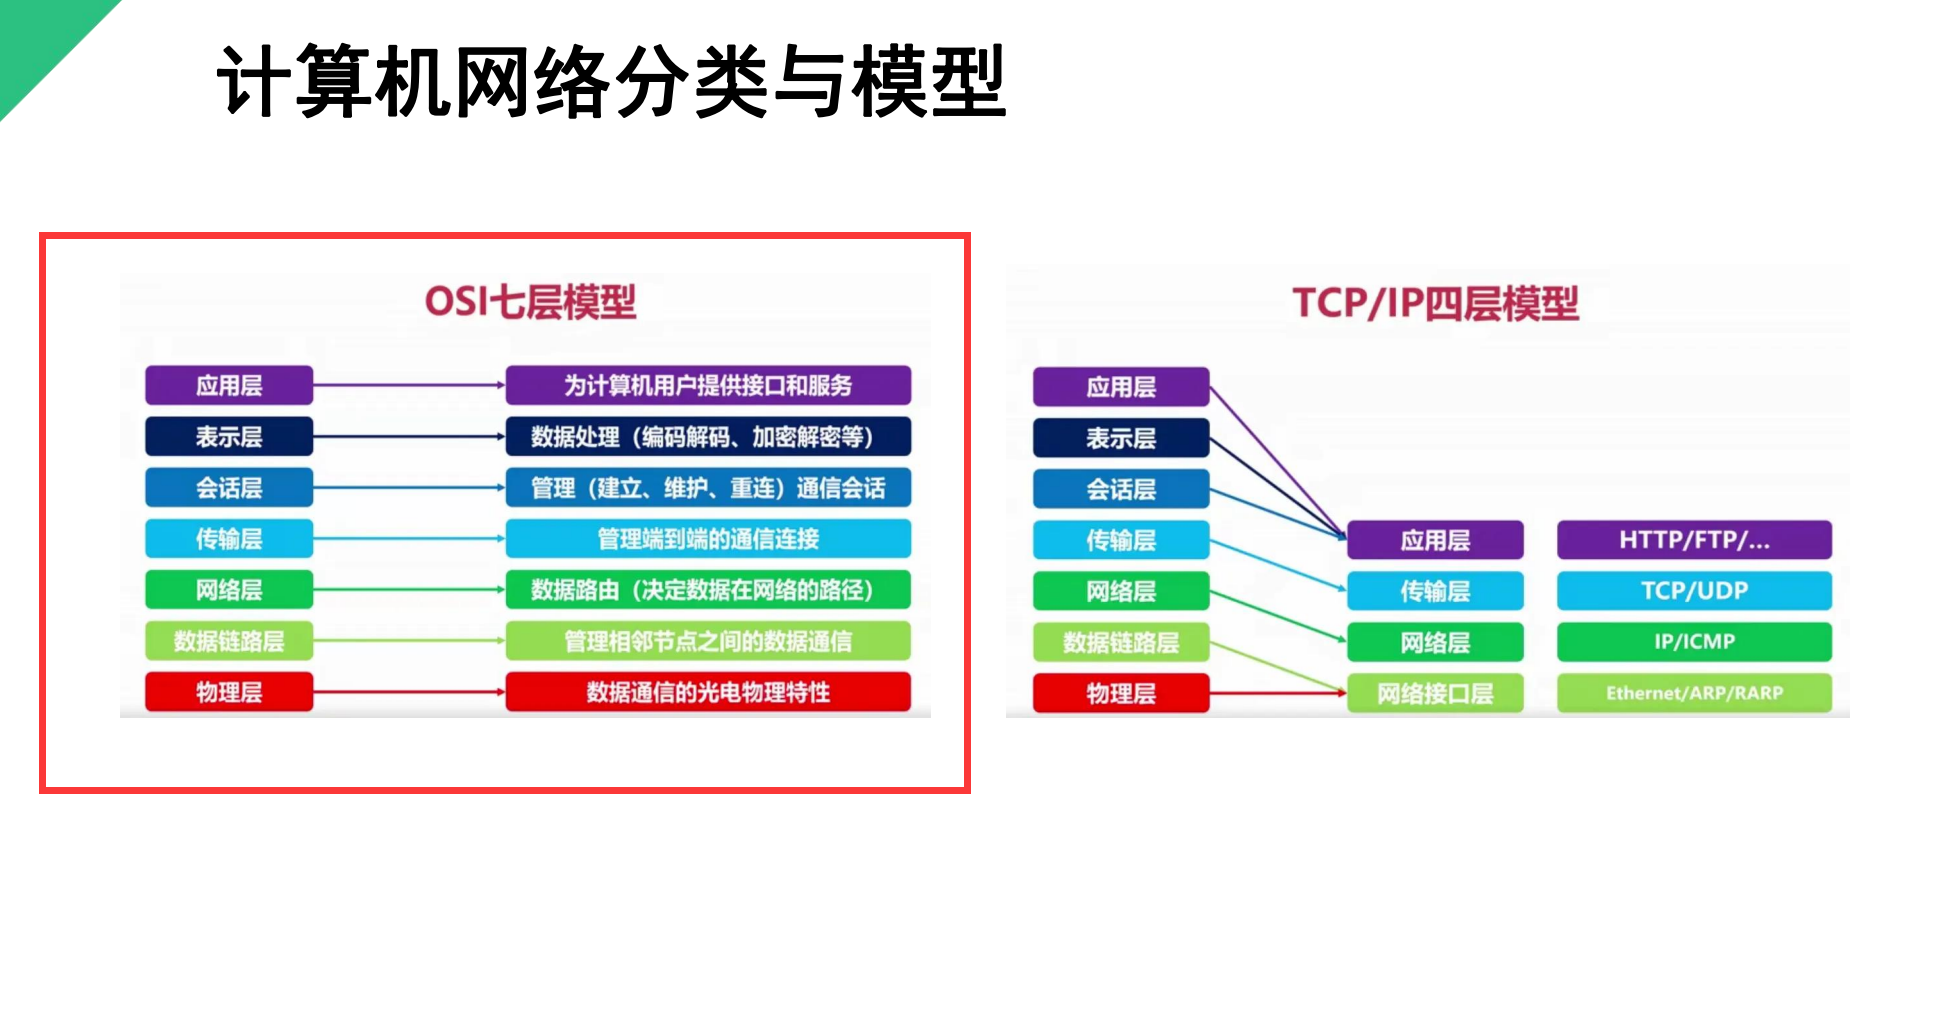 计算机网络分类与模型
OSI七层模型
应用层 为计算机用户提供接口和服务
表示层 数据处理（编码解码、加密解密等）
会话层 管理（建立、维护、重连）通信会话
传输层 管理端到端的通信连接
网络层 数据路由（决定数据在网络的路径）
数据链路层 管理相邻节点之间的数据通信
物理层 数据通信的光电物理特性
TCP/IP四层模型
应用层
表示层
会话层
传输层 应用层 HTTP/FTP/...
网络层 传输层 TCP/UDP
数据链路层 网络层 IP/ICMP
物理层 网络接口层 Ethernet/ARP/RARP